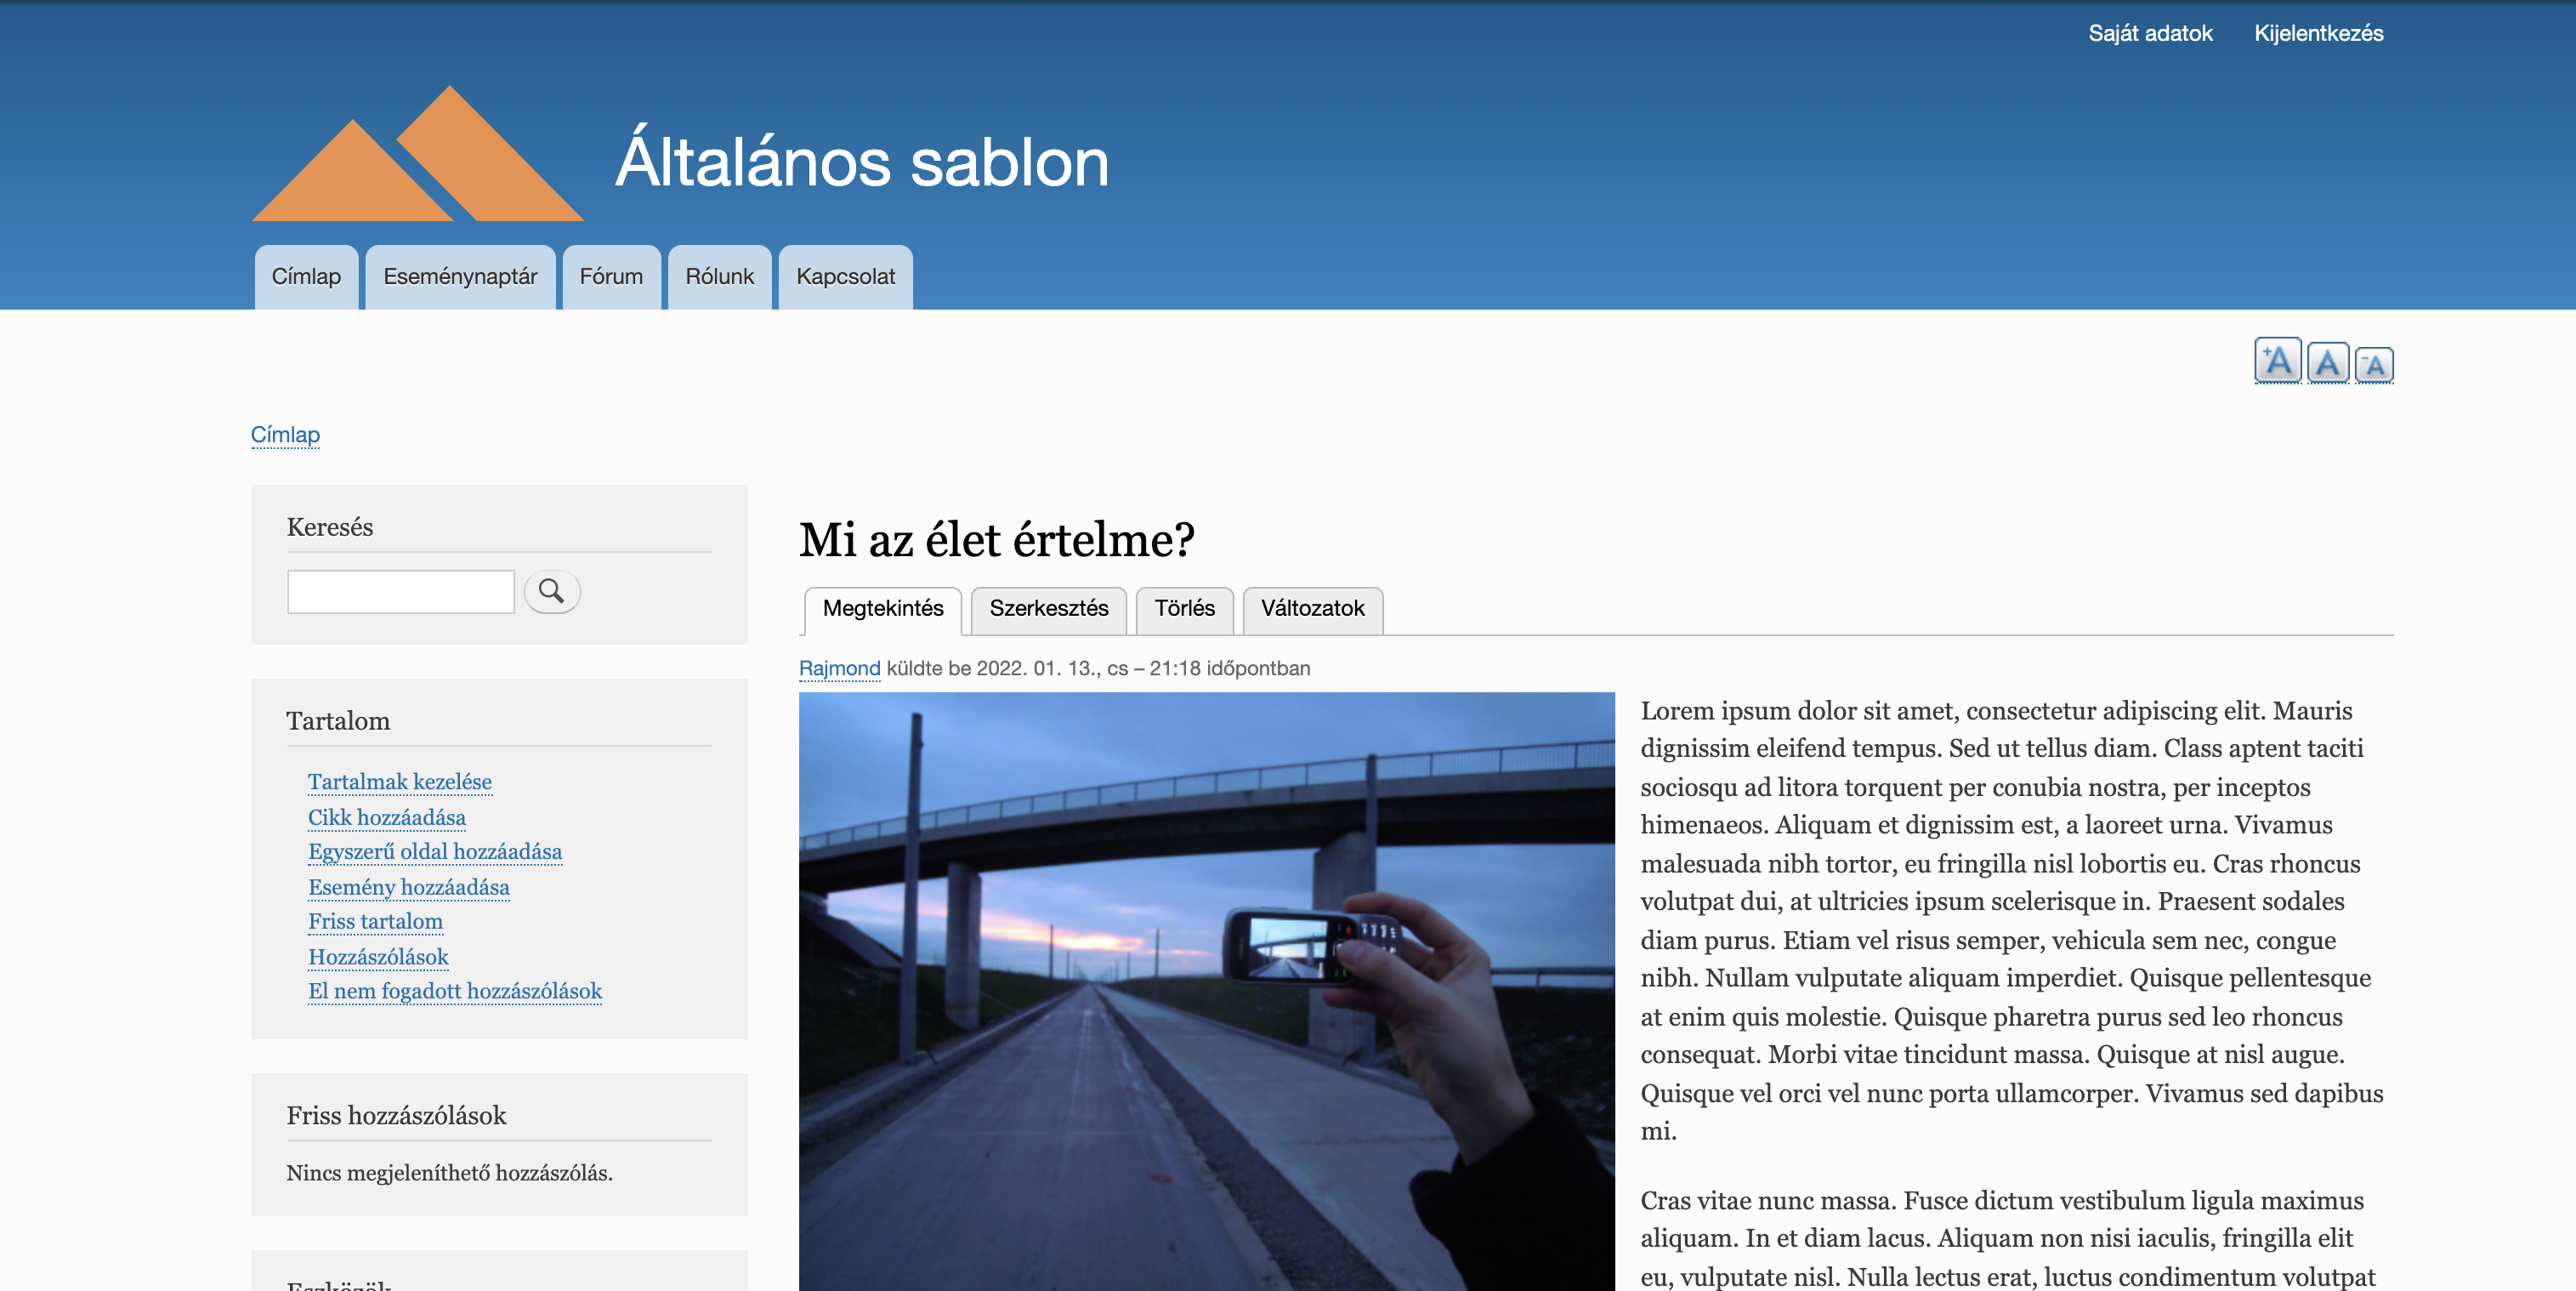 Saját adatok
Kijelentkezés
Általános sablon
Címlap
Eseménynaptár
Fórum
Rólunk
Kapcsolat
+A
A
-A
Címlap
Keresés
Tartalom
Tartalmak kezelése
Cikk hozzáadása
Egyszerű oldal hozzáadása
Esemény hozzáadása
Friss tartalom
Hozzászólások
El nem fogadott hozzászólások
Friss hozzászólások
Nincs megjeleníthető hozzászólás.
Eszközök
Mi az élet értelme?
Megtekintés
Szerkesztés
Törlés
Változatok
Rajmond küldte be 2022. 01. 13., cs – 21:18 időpontban
Lorem ipsum dolor sit amet, consectetur adipiscing elit. Mauris
dignissim eleifend tempus. Sed ut tellus diam. Class aptent taciti
sociosqu ad litora torquent per conubia nostra, per inceptos
himenaeos. Aliquam et dignissim est, a laoreet urna. Vivamus
malesuada nibh tortor, eu fringilla nisl lobortis eu. Cras rhoncus
volutpat dui, at ultricies ipsum scelerisque in. Praesent sodales
diam purus. Etiam vel risus semper, vehicula sem nec, congue
nibh. Nullam vulputate aliquam imperdiet. Quisque pellentesque
at enim quis molestie. Quisque pharetra purus sed leo rhoncus
consequat. Morbi vitae tincidunt massa. Quisque at nisl augue.
Quisque vel orci vel nunc porta ullamcorper. Vivamus sed dapibus
mi.
Cras vitae nunc massa. Fusce dictum vestibulum ligula maximus
aliquam. In et diam lacus. Aliquam non nisi iaculis, fringilla elit
eu, vulputate nisl. Nulla lectus erat, luctus condimentum volutpat